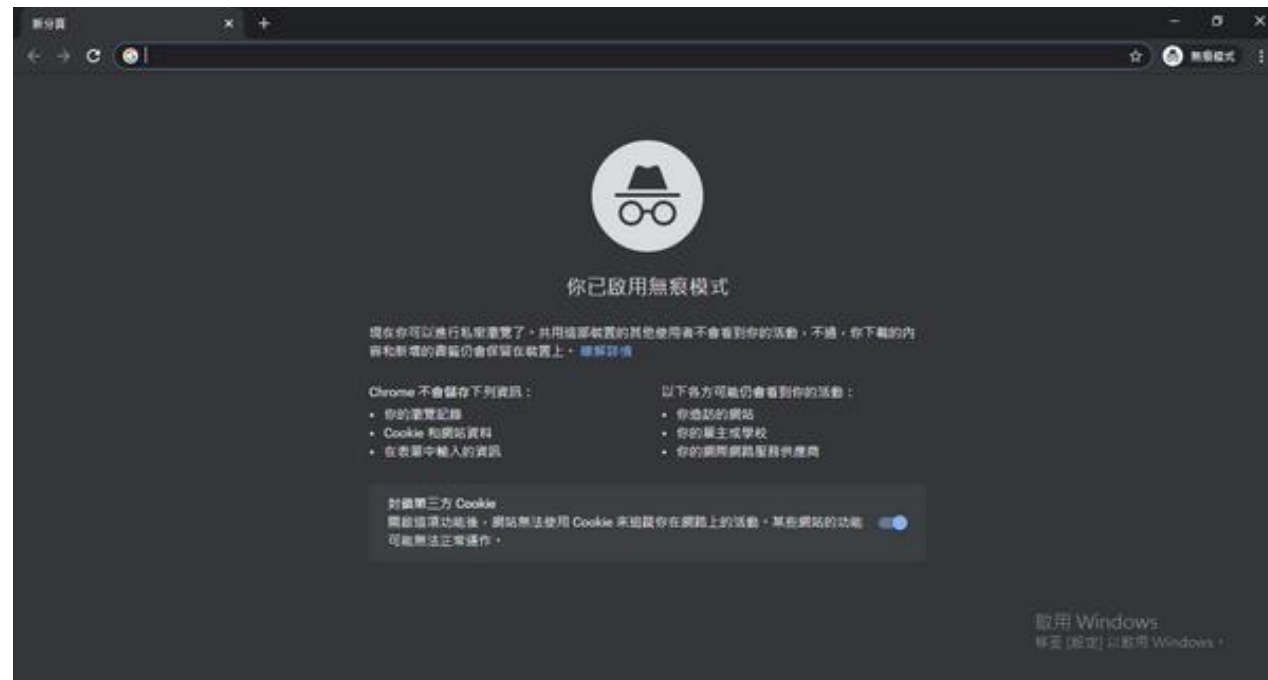 新分頁
無痕模式
你已啟用無痕模式
現在你可以進行私密瀏覽了。共用這部裝置的其他使用者不會看到你的活動，不過，你下載的內
容和新增的書籤仍會保留在裝置上。瞭解詳情
Chrome 不會儲存下列資訊：
• 你的瀏覽記錄
• Cookie 和網站資料
• 在表單中輸入的資訊
以下各方可能仍會看到你的活動：
• 你造訪的網站
• 你的雇主或學校
• 你的網際網路服務供應商
封鎖第三方 Cookie
開啟這項功能後，網站無法使用 Cookie 來追蹤你在網路上的活動。某些網站的功能
可能無法正常運作。
啟用 Windows
移至 [設定] 以啟用 Windows。